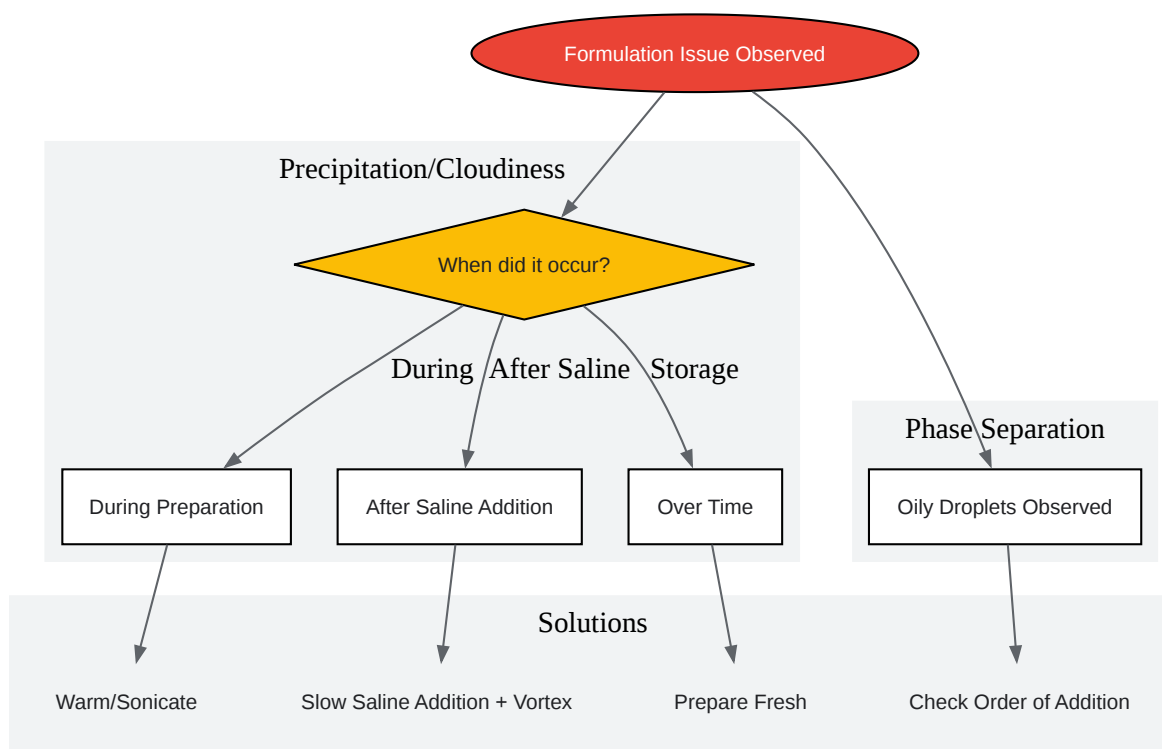 Formulation Issue Observed
Precipitation/Cloudiness
When did it occur?
During
After Saline
Storage
Phase Separation
During Preparation
After Saline Addition
Over Time
Oily Droplets Observed
Solutions
Warm/Sonicate
Slow Saline Addition + Vortex
Prepare Fresh
Check Order of Addition